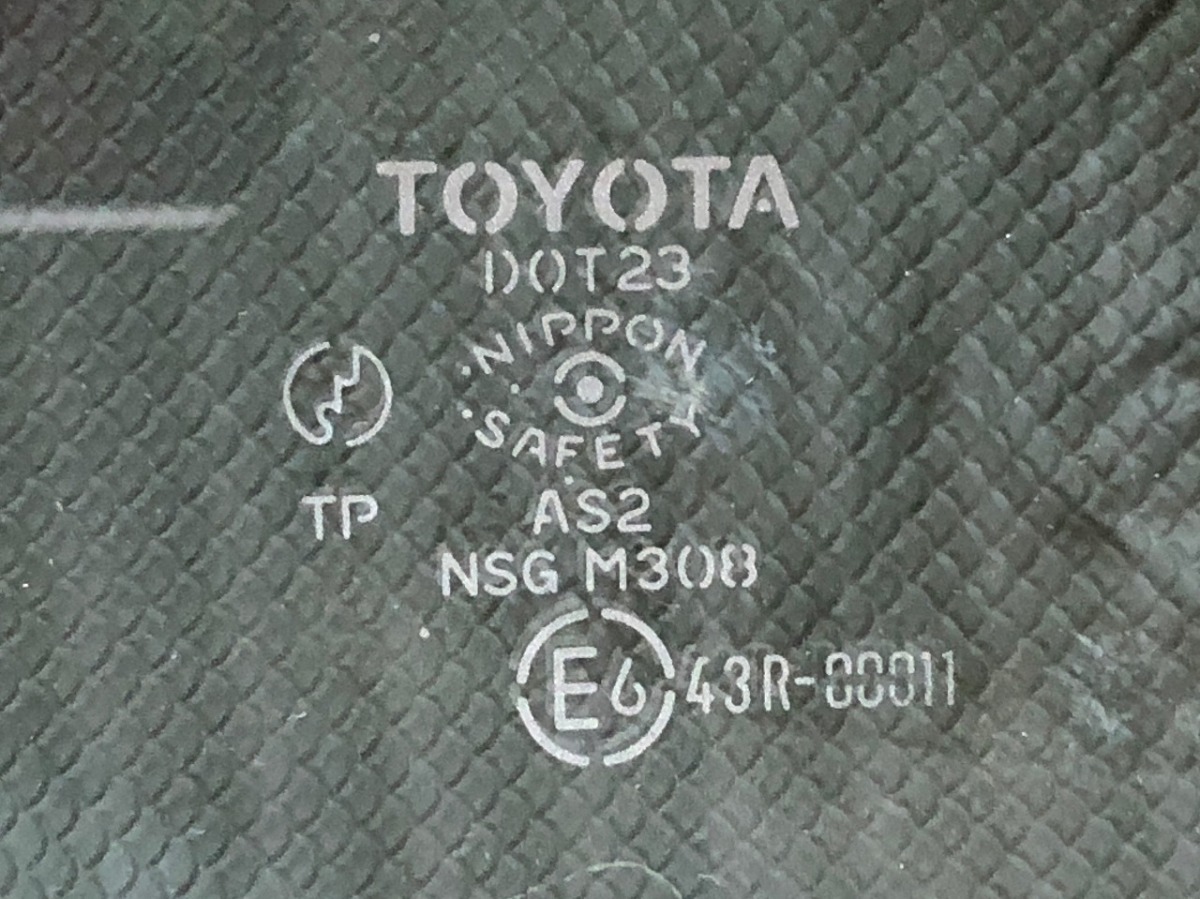 TOYOTA
DOT23
NIPPON
SAFETY
TP
AS2
NSG M308
E6 43R-00011